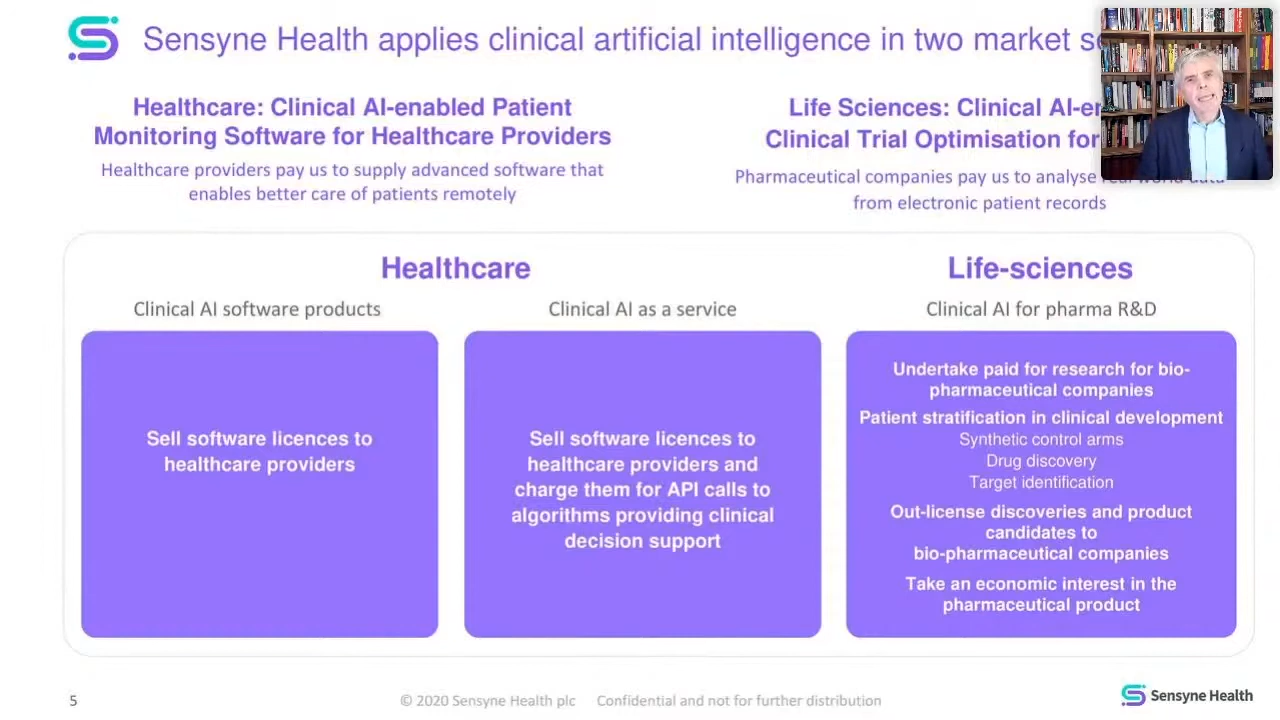 Sensyne Health applies clinical artificial intelligence in two market
Healthcare: Clinical AI-enabled Patient
Monitoring Software for Healthcare Providers
Healthcare providers pay us to supply advanced software that
enables better care of patients remotely
Life Sciences: Clinical
Clinical Trial Optimisation for
Pharmaceutical companies pay us to analyse real world data
from electronic patient records
Healthcare
Life-sciences
Clinical AI software products
Clinical AI as a service
Clinical AI for pharma R&D
Sell software licences to
healthcare providers
Sell software licences to
healthcare providers and
charge them for API calls to
algorithms providing clinical
decision support
Undertake paid for research for bio-
pharmaceutical companies
Patient stratification in clinical development
Synthetic control arms
Drug discovery
Target identification
Out-license discoveries and product
candidates to
bio-pharmaceutical companies
Take an economic interest in the
pharmaceutical product
5
© 2020 Sensyne Health plc Confidential and not for further distribution
Sensyne Health